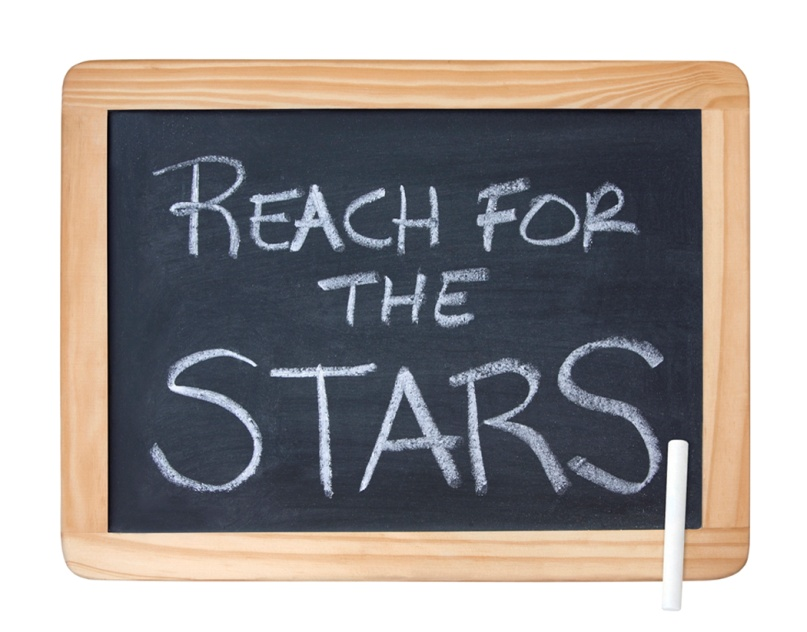 REACH FOR
THE
STARS